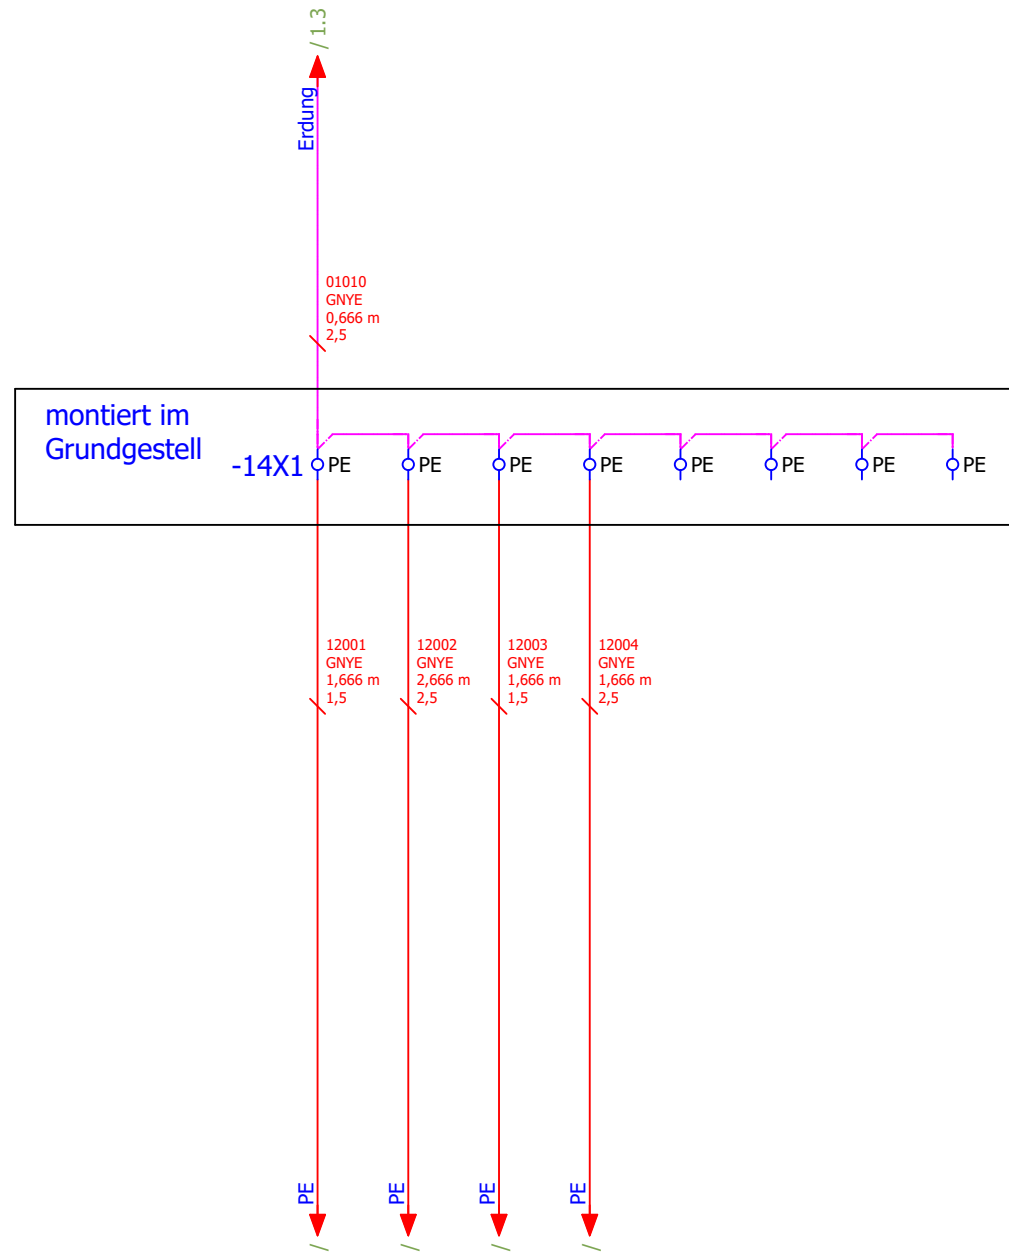 / 1.3
Erdung
01010
GNYE
0,666 m
2,5
montiert im
Grundgestell
-14X1 PE PE PE PE PE PE PE PE
12001
GNYE
1,666 m
1,5
12002
GNYE
2,666 m
2,5
12003
GNYE
1,666 m
1,5
12004
GNYE
1,666 m
2,5
PE PE PE PE
/ / / /